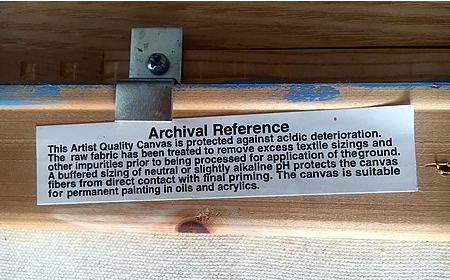 Archival Reference
This Artist Quality Canvas is protected against acidic deterioration.
The raw fabric has been treated to remove excess textile sizings and
other impurities prior to being processed for application of theground.
A buffered sizing of neutral or slightly alkaline pH protects the canvas
fibers from direct contact with final priming. The canvas is suitable
for permanent painting in oils and acrylics.